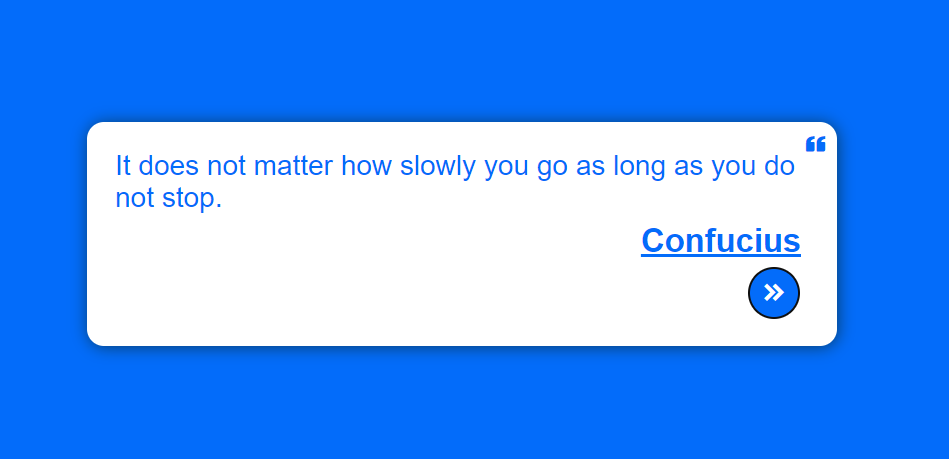 It does not matter how slowly you go as long as you do
not stop.
Confucius